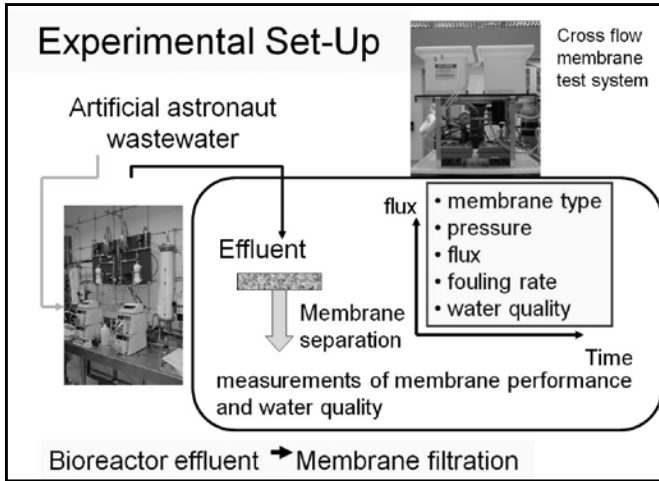 Experimental Set-Up
Cross flow
membrane
test system
Artificial astronaut
wastewater
flux
• membrane type
• pressure
• flux
• fouling rate
• water quality
Effluent
Membrane
separation
Time
measurements of membrane performance
and water quality
Bioreactor effluent → Membrane filtration